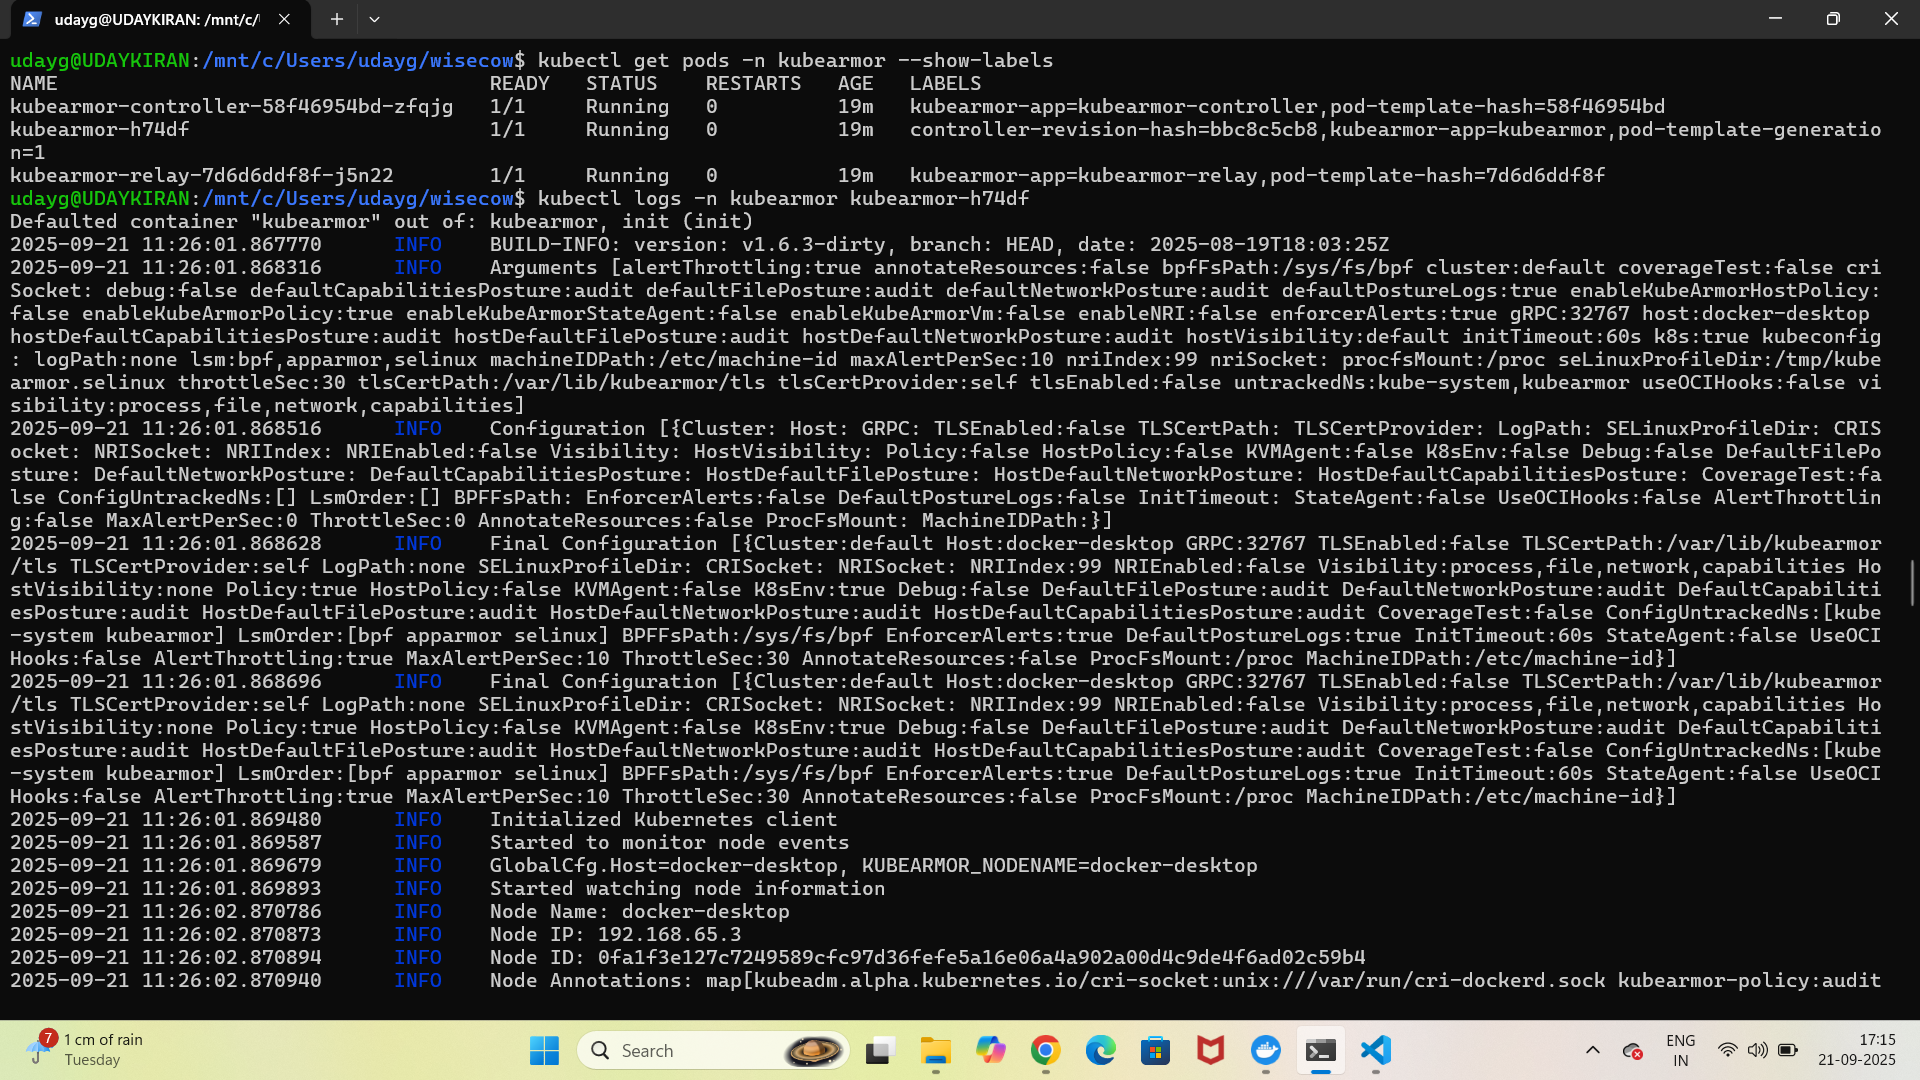 udayg@UDAYKIRAN: /mnt/c/
udayg@UDAYKIRAN:/mnt/c/Users/udayg/wisecow$ kubectl get pods -n kubearmor --show-labels
NAME READY STATUS RESTARTS AGE LABELS
kubearmor-controller-58f46954bd-zfqjg 1/1 Running 0 19m kubearmor-app=kubearmor-controller,pod-template-hash=58f46954bd
kubearmor-h74df 1/1 Running 0 19m controller-revision-hash=bbc8c5cb8,kubearmor-app=kubearmor,pod-template-generatio
n=1
kubearmor-relay-7d6d6ddf8f-j5n22 1/1 Running 0 19m kubearmor-app=kubearmor-relay,pod-template-hash=7d6d6ddf8f
udayg@UDAYKIRAN:/mnt/c/Users/udayg/wisecow$ kubectl logs -n kubearmor kubearmor-h74df
Defaulted container "kubearmor" out of: kubearmor, init (init)
2025-09-21 11:26:01.867770 INFO BUILD-INFO: version: v1.6.3-dirty, branch: HEAD, date: 2025-08-19T18:03:25Z
2025-09-21 11:26:01.868316 INFO Arguments [alertThrottling:true annotateResources:false bpfFsPath:/sys/fs/bpf cluster:default coverageTest:false cri
Socket: debug:false defaultCapabilitiesPosture:audit defaultFilePosture:audit defaultNetworkPosture:audit defaultPostureLogs:true enableKubeArmorHostPolicy:
false enableKubeArmorPolicy:true enableKubeArmorStateAgent:false enableKubeArmorVm:false enableNRI:false enforcerAlerts:true gRPC:32767 host:docker-desktop
hostDefaultCapabilitiesPosture:audit hostDefaultFilePosture:audit hostDefaultNetworkPosture:audit hostVisibility:default initTimeout:60s k8s:true kubeconfig
: logPath:none lsm:bpf,apparmor,selinux machineIDPath:/etc/machine-id maxAlertPerSec:10 nriIndex:99 nriSocket: procfsMount:/proc seLinuxProfileDir:/tmp/kube
armor.selinux throttleSec:30 tlsCertPath:/var/lib/kubearmor/tls tlsCertProvider:self tlsEnabled:false untrackedNs:kube-system,kubearmor useOCIHooks:false vi
sibility:process,file,network,capabilities]
2025-09-21 11:26:01.868516 INFO Configuration [{Cluster: Host: GRPC: TLSEnabled:false TLSCertPath: TLSCertProvider: LogPath: SELinuxProfileDir: CRIS
ocket: NRISocket: NRIIndex: NRIEnabled:false Visibility: HostVisibility: Policy:false HostPolicy:false KVMAgent:false K8sEnv:false Debug:false DefaultFilePo
sture: DefaultNetworkPosture: DefaultCapabilitiesPosture: HostDefaultFilePosture: HostDefaultNetworkPosture: HostDefaultCapabilitiesPosture: CoverageTest:fa
lse ConfigUntrackedNs:[] LsmOrder:[] BPFFsPath: EnforcerAlerts:false DefaultPostureLogs:false InitTimeout: StateAgent:false UseOCIHooks:false AlertThrottlin
g:false MaxAlertPerSec:0 ThrottleSec:0 AnnotateResources:false ProcFsMount: MachineIDPath:}]
2025-09-21 11:26:01.868628 INFO Final Configuration [{Cluster:default Host:docker-desktop GRPC:32767 TLSEnabled:false TLSCertPath:/var/lib/kubearmor
/tls TLSCertProvider:self LogPath:none SELinuxProfileDir: CRISocket: NRISocket: NRIIndex:99 NRIEnabled:false Visibility:process,file,network,capabilities Ho
stVisibility:none Policy:true HostPolicy:false KVMAgent:false K8sEnv:true Debug:false DefaultFilePosture:audit DefaultNetworkPosture:audit DefaultCapabiliti
esPosture:audit HostDefaultFilePosture:audit HostDefaultNetworkPosture:audit HostDefaultCapabilitiesPosture:audit CoverageTest:false ConfigUntrackedNs:[kube
-system kubearmor] LsmOrder:[bpf apparmor selinux] BPFFsPath:/sys/fs/bpf EnforcerAlerts:true DefaultPostureLogs:true InitTimeout:60s StateAgent:false UseOCI
Hooks:false AlertThrottling:true MaxAlertPerSec:10 ThrottleSec:30 AnnotateResources:false ProcFsMount:/proc MachineIDPath:/etc/machine-id}]
2025-09-21 11:26:01.868696 INFO Final Configuration [{Cluster:default Host:docker-desktop GRPC:32767 TLSEnabled:false TLSCertPath:/var/lib/kubearmor
/tls TLSCertProvider:self LogPath:none SELinuxProfileDir: CRISocket: NRISocket: NRIIndex:99 NRIEnabled:false Visibility:process,file,network,capabilities Ho
stVisibility:none Policy:true HostPolicy:false KVMAgent:false K8sEnv:true Debug:false DefaultFilePosture:audit DefaultNetworkPosture:audit DefaultCapabiliti
esPosture:audit HostDefaultFilePosture:audit HostDefaultNetworkPosture:audit HostDefaultCapabilitiesPosture:audit CoverageTest:false ConfigUntrackedNs:[kube
-system kubearmor] LsmOrder:[bpf apparmor selinux] BPFFsPath:/sys/fs/bpf EnforcerAlerts:true DefaultPostureLogs:true InitTimeout:60s StateAgent:false UseOCI
Hooks:false AlertThrottling:true MaxAlertPerSec:10 ThrottleSec:30 AnnotateResources:false ProcFsMount:/proc MachineIDPath:/etc/machine-id}]
2025-09-21 11:26:01.869480 INFO Initialized Kubernetes client
2025-09-21 11:26:01.869587 INFO Started to monitor node events
2025-09-21 11:26:01.869679 INFO GlobalCfg.Host=docker-desktop, KUBEARMOR_NODENAME=docker-desktop
2025-09-21 11:26:01.869893 INFO Started watching node information
2025-09-21 11:26:02.870786 INFO Node Name: docker-desktop
2025-09-21 11:26:02.870873 INFO Node IP: 192.168.65.3
2025-09-21 11:26:02.870894 INFO Node ID: 0fa1f3e127c7249589cfc97d36fefe5a16e06a4a902a00d4c9de4f6ad02c59b4
2025-09-21 11:26:02.870940 INFO Node Annotations: map[kubeadm.alpha.kubernetes.io/cri-socket:unix:///var/run/cri-dockerd.sock kubearmor-policy:audit
7
1 cm of rain
Tuesday
Search
ENG
IN
17:15
21-09-2025